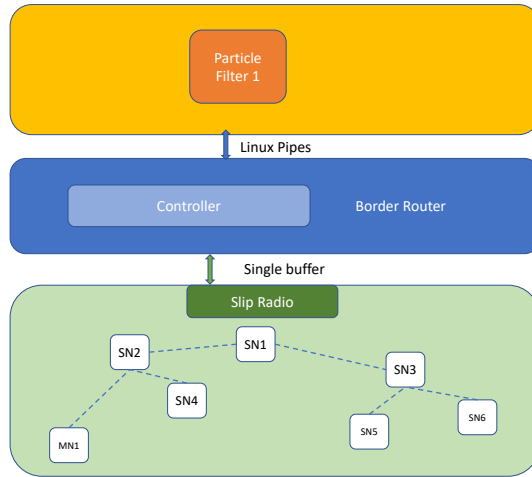 Particle
Filter 1
Linux Pipes
Controller
Border Router
Single buffer
Slip Radio
SN1
SN2
SN3
SN4
SN5
SN6
MN1